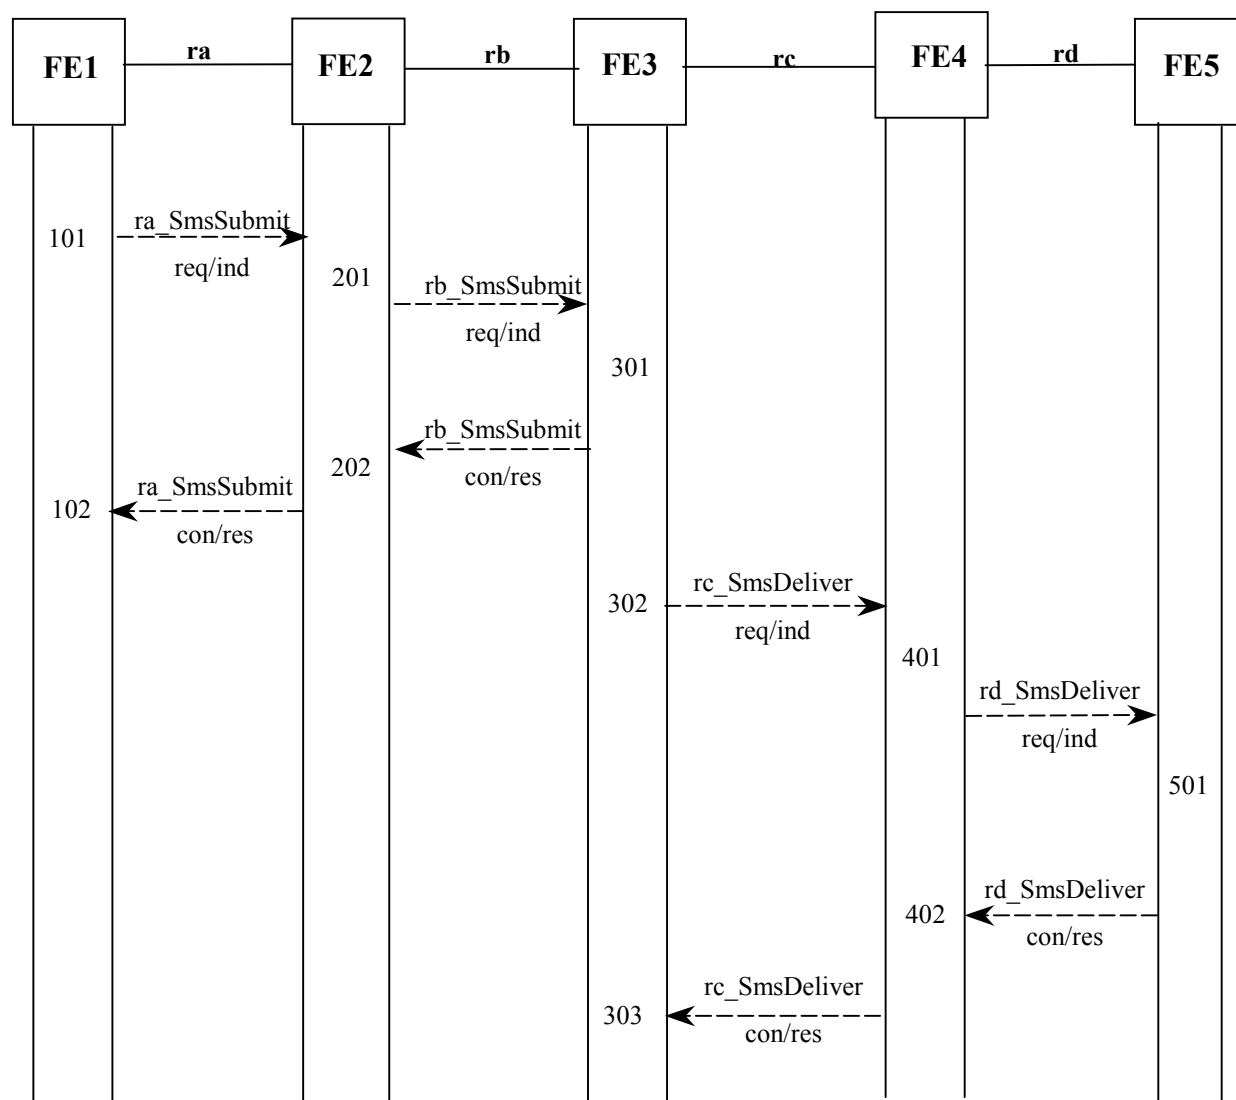 FE1 ra FE2 rb FE3 rc FE4 rd FE5
101 ra_SmsSubmit
req/ind
201 rb_SmsSubmit
req/ind
301
rb_SmsSubmit
202 con/res
102 ra_SmsSubmit
con/res
302 rc_SmsDeliver
req/ind
401
rd_SmsDeliver
req/ind
501
rd_SmsDeliver
402 con/res
303 rc_SmsDeliver
con/res